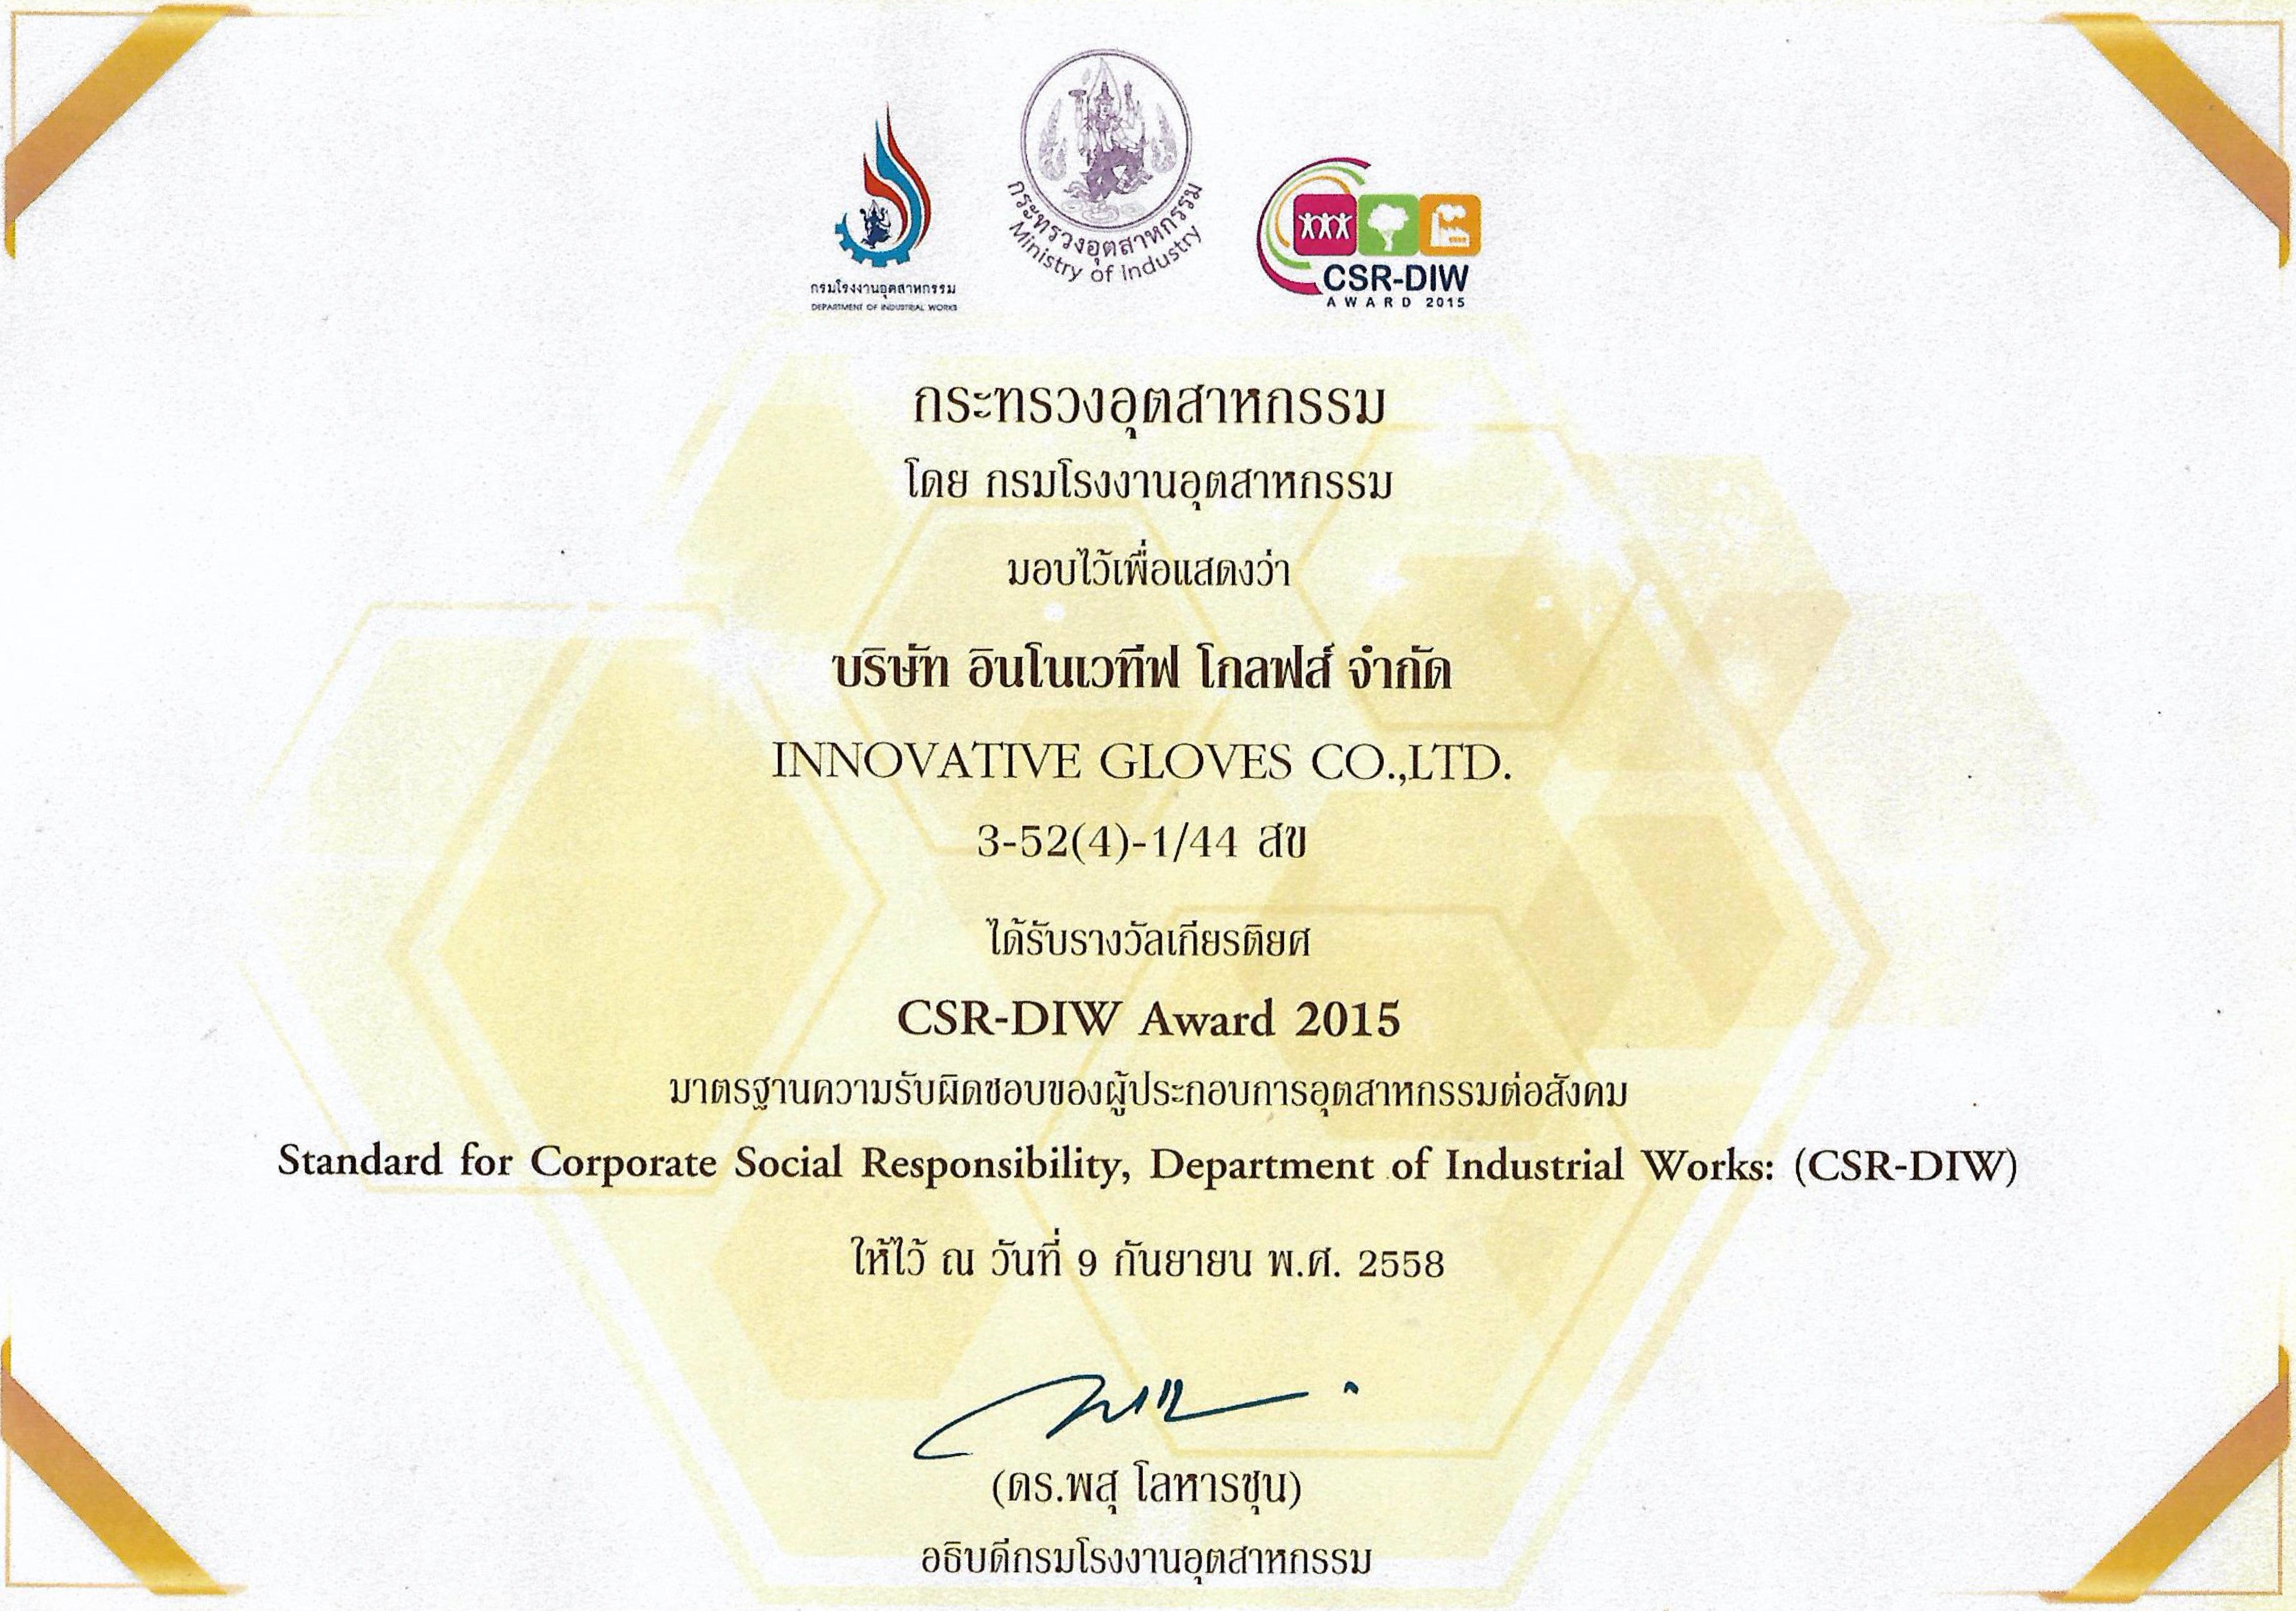 กรมโรงงานอุตสาหกรรม
DEPARTMENT OF INDUSTRIAL WORKS
กระทรวงอุตสาหกรรม
Ministry of Industry
CSR-DIW
AWARD 2015
กระทรวงอุตสาหกรรม
โดย กรมโรงงานอุตสาหกรรม
มอบไว้เพื่อแสดงว่า
บริษัท อินโนเวทีฟ โกลฟส์ จำกัด
INNOVATIVE GLOVES CO.,LTD.
3-52(4)-1/44 สข
ได้รับรางวัลเกียรติยศ
CSR-DIW Award 2015
มาตรฐานความรับผิดชอบของผู้ประกอบการอุตสาหกรรมต่อสังคม
Standard for Corporate Social Responsibility, Department of Industrial Works: (CSR-DIW)
ให้ไว้ ณ วันที่ 9 กันยายน พ.ศ. 2558
(ดร.พสุ โลหารชุน)
อธิบดีกรมโรงงานอุตสาหกรรม